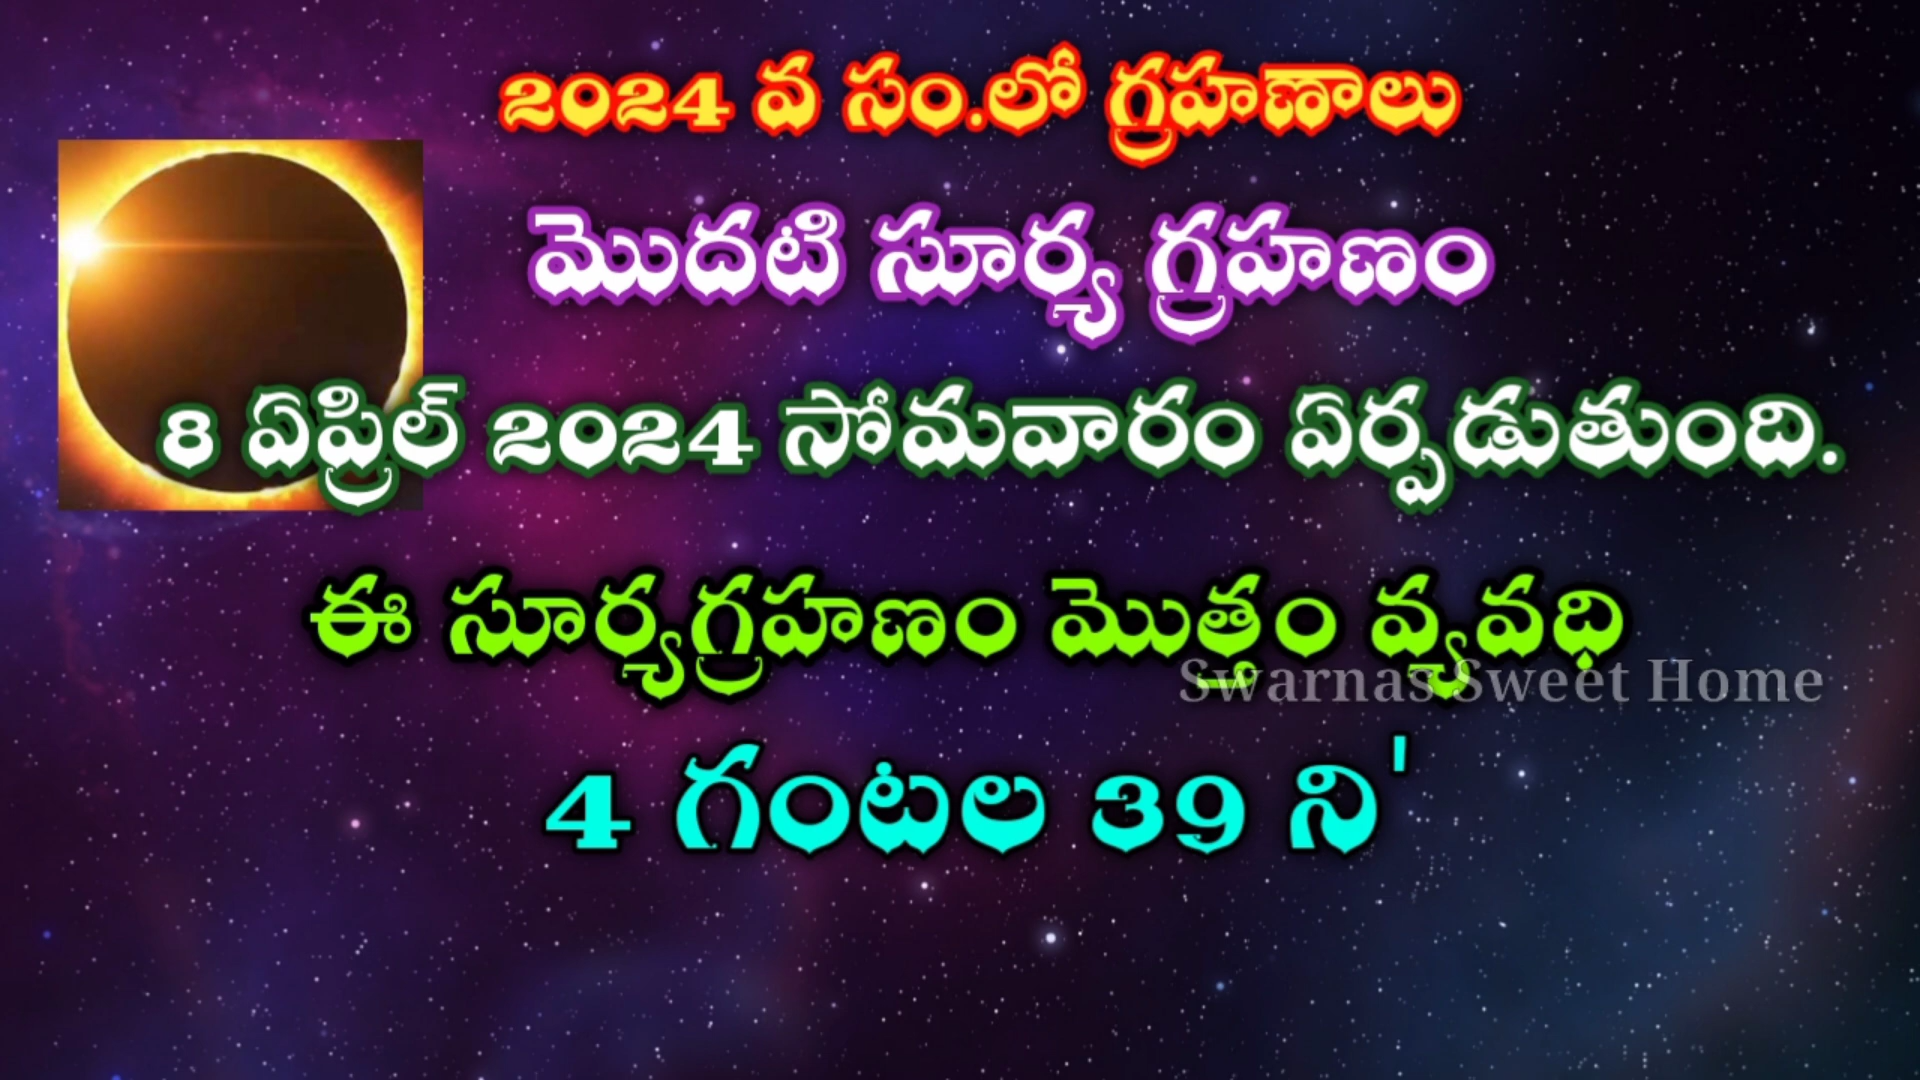 2024 వ సం.లో గ్రహణాలు
మొదటి సూర్య గ్రహణం
8 ఏప్రిల్ 2024 సోమవారం ఏర్పడుతుంది.
ఈ సూర్యగ్రహణం మొత్తం వ్యవధి
Swarnas Sweet Home
4 గంటల 39 ని'